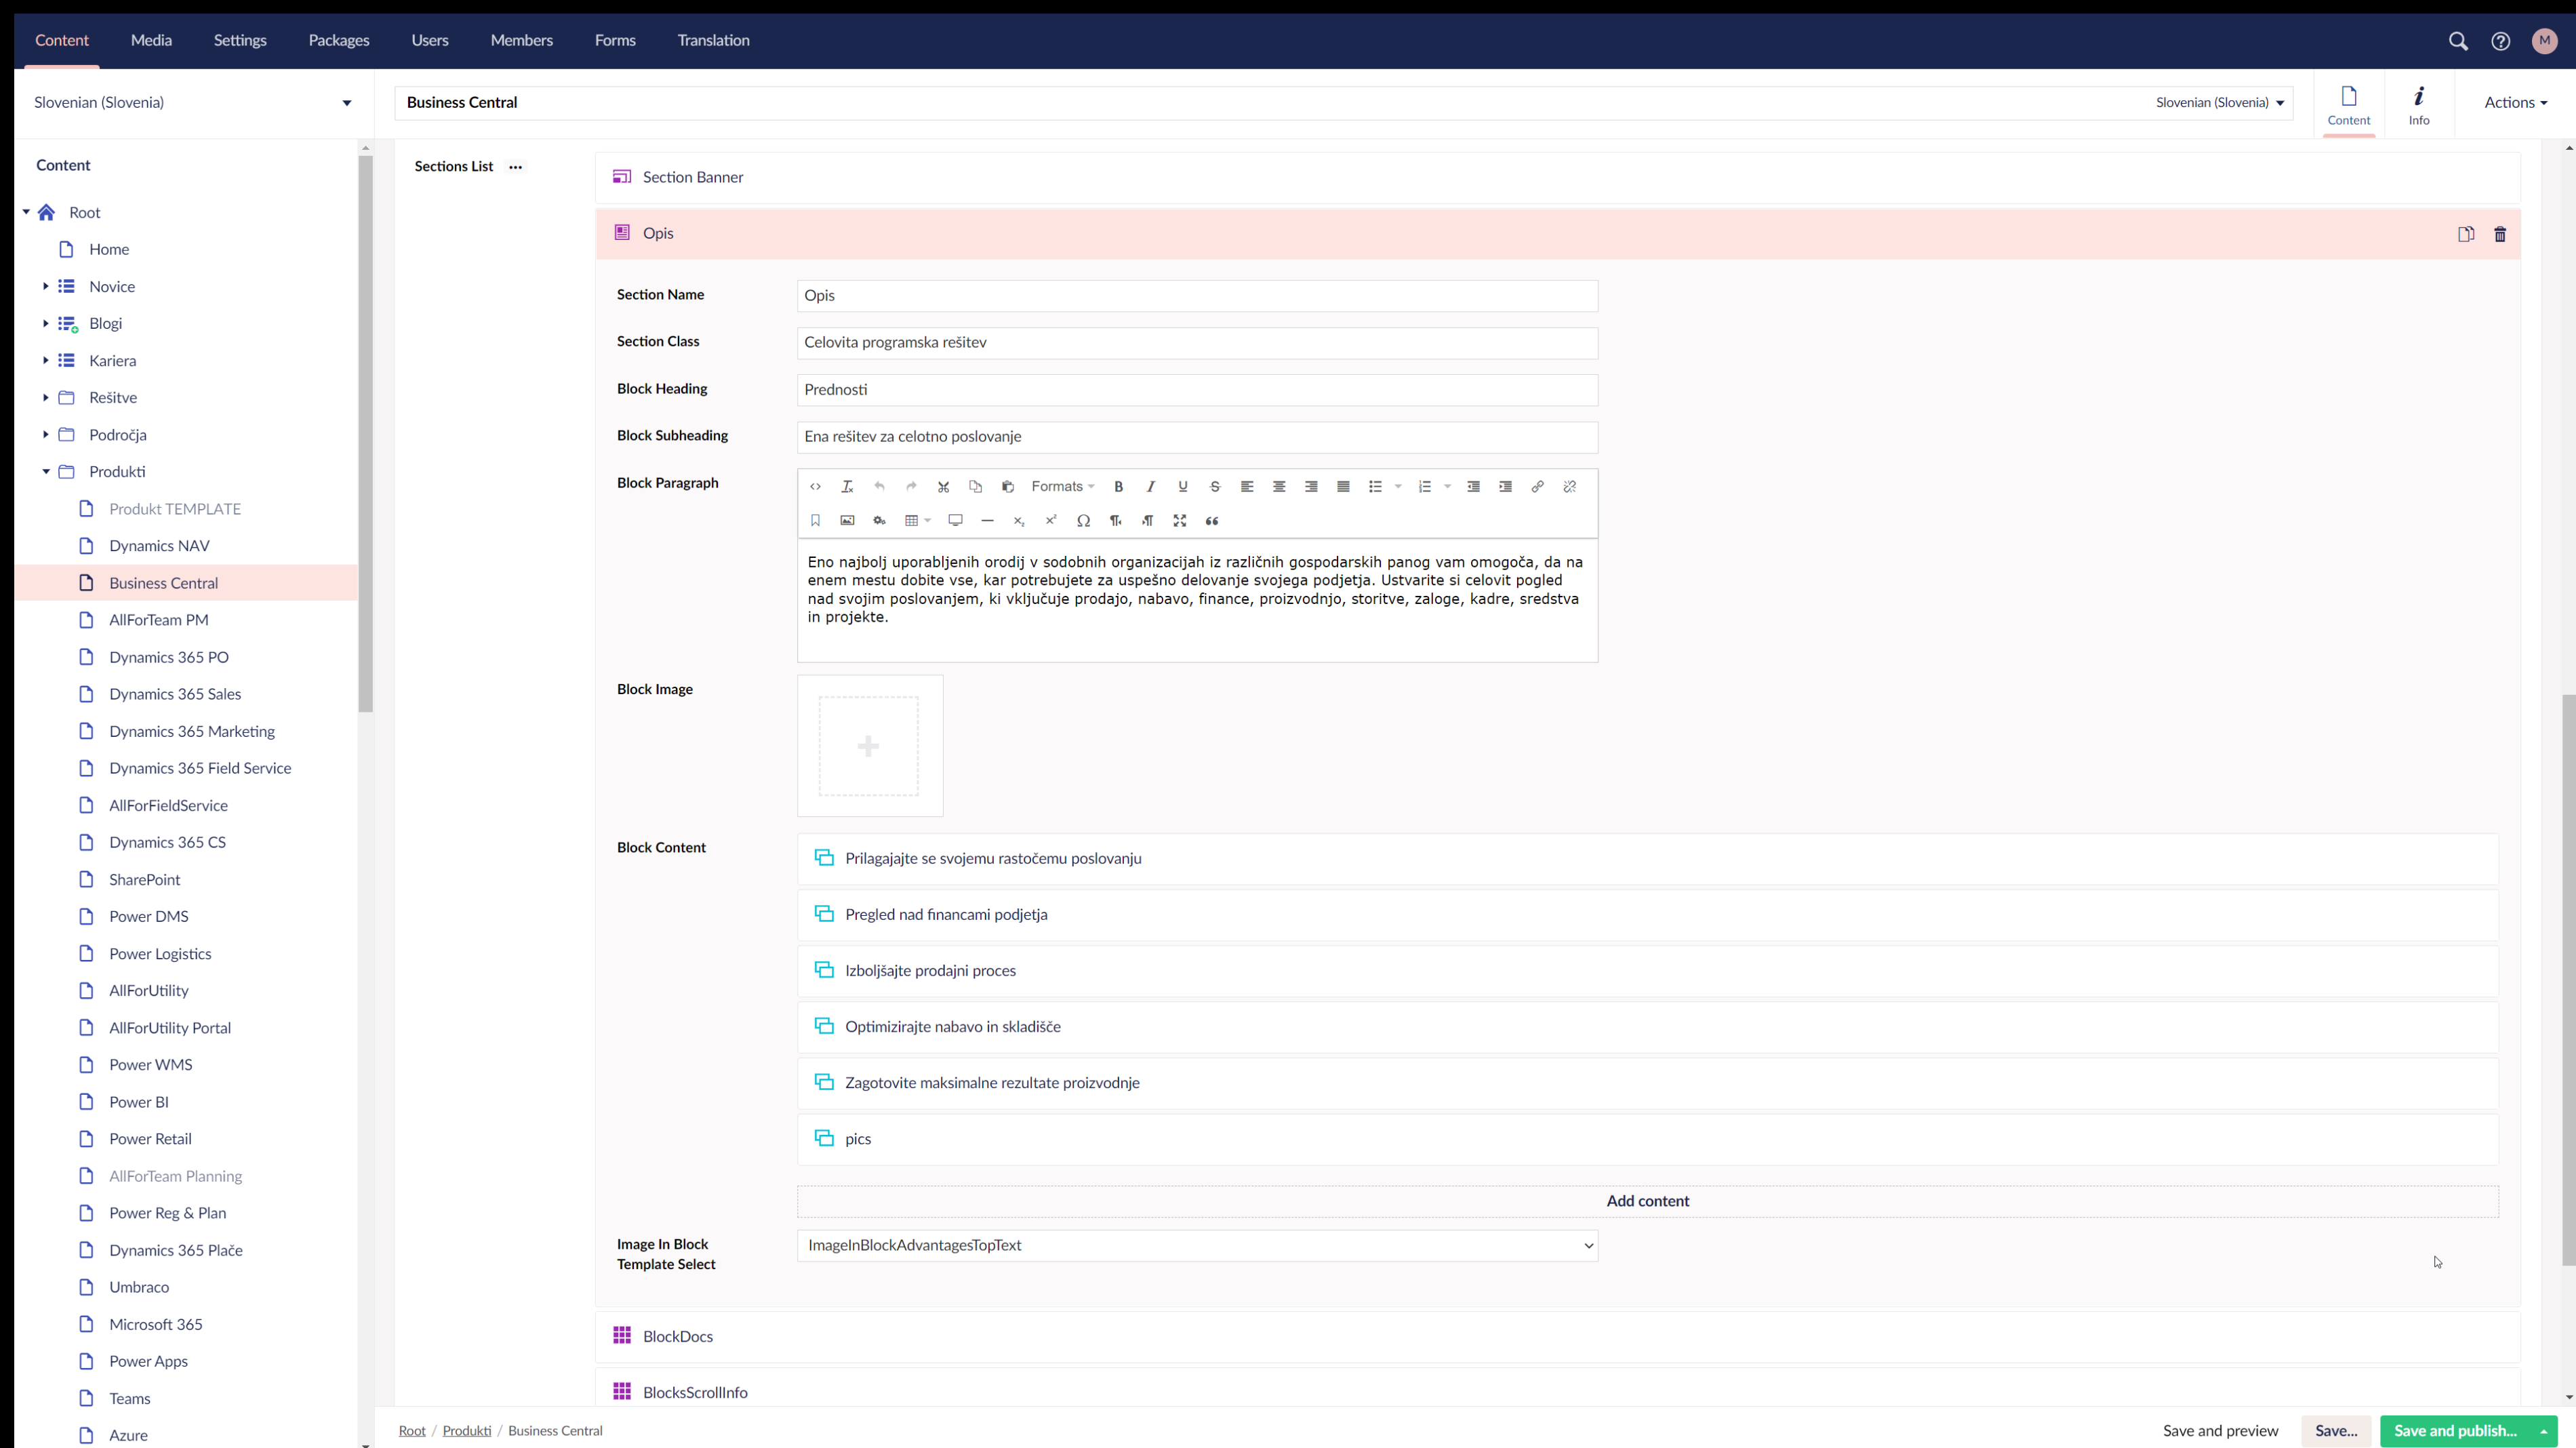 Content Media Settings Packages Users Members Forms Translation
M
Slovenian (Slovenia)
Business Central
Slovenian (Slovenia)
Content
Info
Actions
Content
Root
Home
Novice
Blogi
Kariera
Rešitve
Področja
Produkti
Produkt TEMPLATE
Dynamics NAV
Business Central
AllForTeam PM
Dynamics 365 PO
Dynamics 365 Sales
Dynamics 365 Marketing
Dynamics 365 Field Service
AllForFieldService
Dynamics 365 CS
SharePoint
Power DMS
Power Logistics
AllForUtility
AllForUtility Portal
Power WMS
Power BI
Power Retail
AllForTeam Planning
Power Reg & Plan
Dynamics 365 Plače
Umbraco
Microsoft 365
Power Apps
Teams
Azure
Sections List
Section Banner
Opis
Section Name
Opis
Section Class
Celovita programska rešitev
Block Heading
Prednosti
Block Subheading
Ena rešitev za celotno poslovanje
Block Paragraph
Formats
Eno najbolj uporabljenih orodij v sodobnih organizacijah iz različnih gospodarskih panog vam omogoča, da na
enem mestu dobite vse, kar potrebujete za uspešno delovanje svojega podjetja. Ustvarite si celovit pogled
nad svojim poslovanjem, ki vključuje prodajo, nabavo, finance, proizvodnjo, storitve, zaloge, kadre, sredstva
in projekte.
Block Image
Block Content
Prilagajajte se svojemu rastočemu poslovanju
Pregled nad financami podjetja
Izboljšajte prodajni proces
Optimizirajte nabavo in skladišče
Zagotovite maksimalne rezultate proizvodnje
pics
Add content
Image In Block
Template Select
ImageInBlockAdvantagesTopText
BlockDocs
BlocksScrollInfo
Root / Produkti / Business Central
Save and preview
Save...
Save and publish...